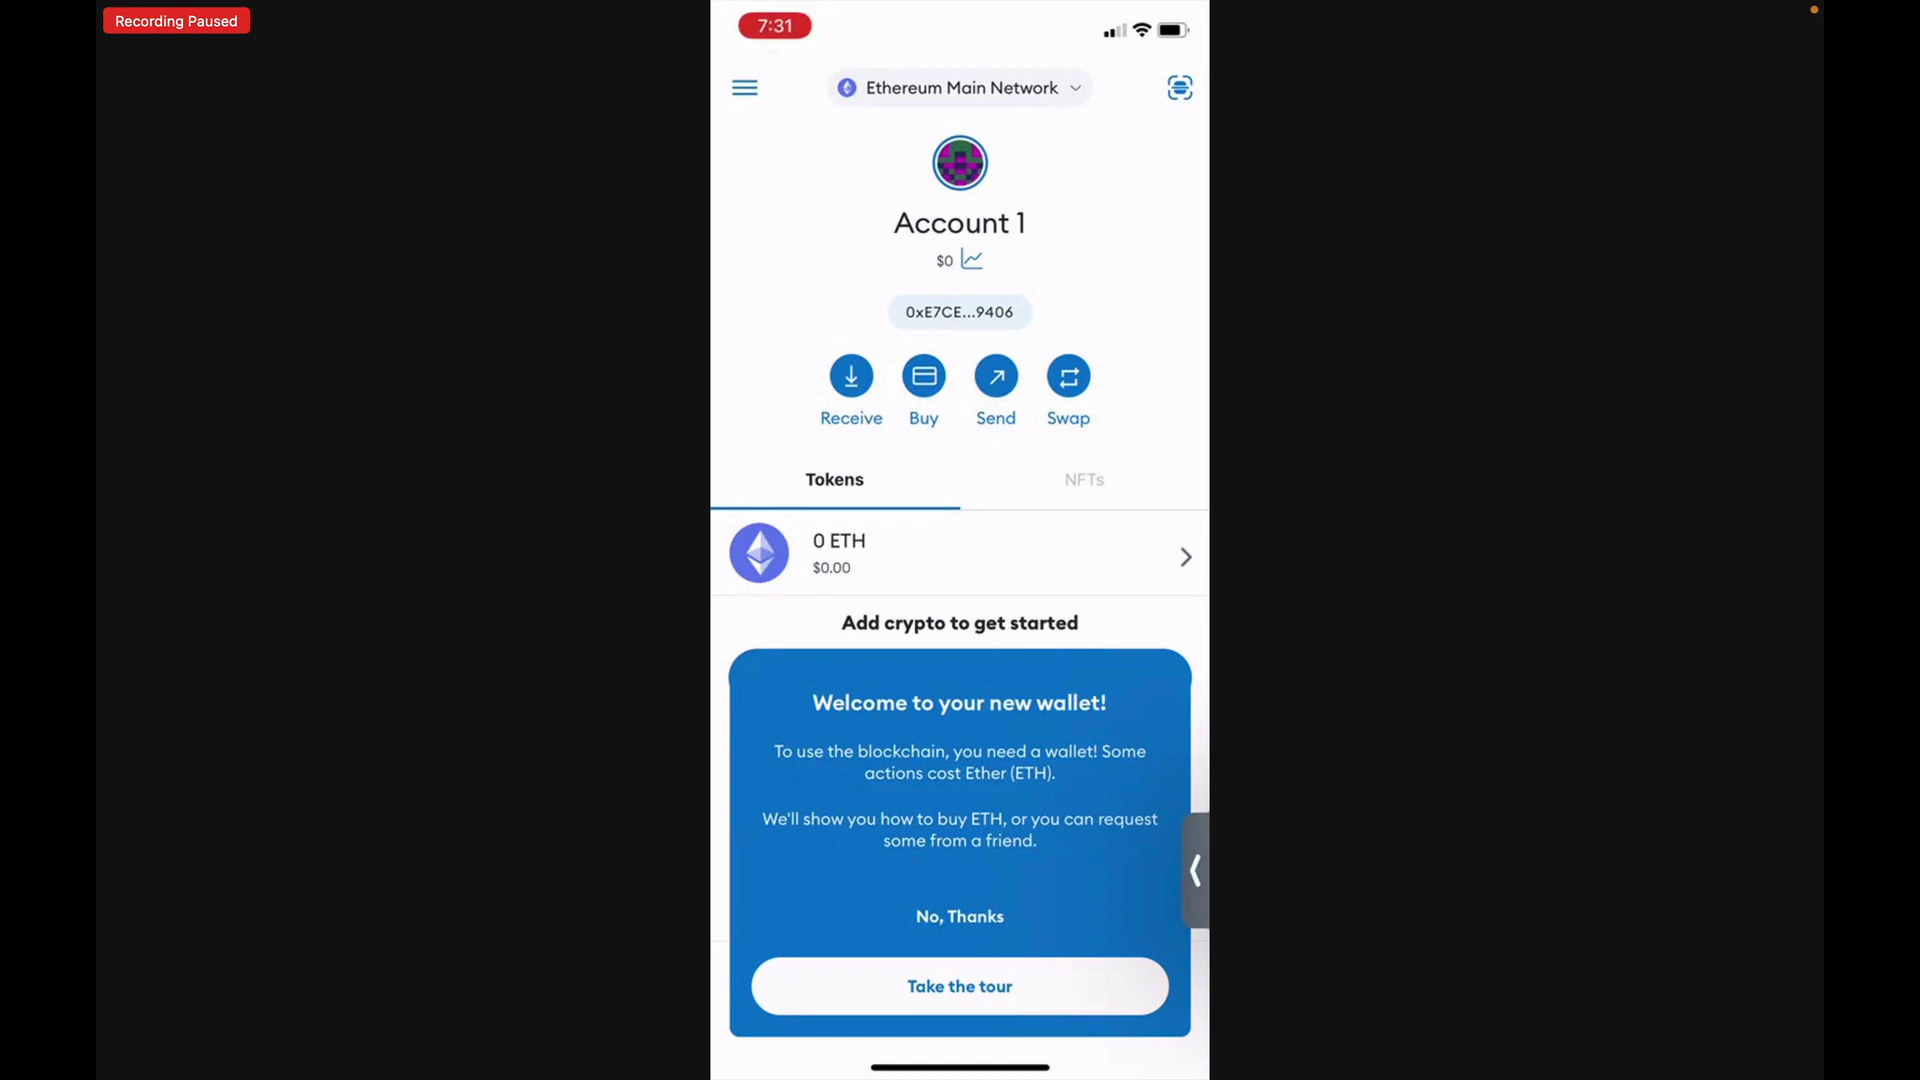 Recording Paused
7:31
Ethereum Main Network
Account 1
$0
0xE7CE...9406
Receive Buy Send Swap
Tokens NFTs
0 ETH
$0.00
Add crypto to get started
Welcome to your new wallet!
To use the blockchain, you need a wallet! Some
actions cost Ether (ETH).
We'll show you how to buy ETH, or you can request
some from a friend.
No, Thanks
Take the tour